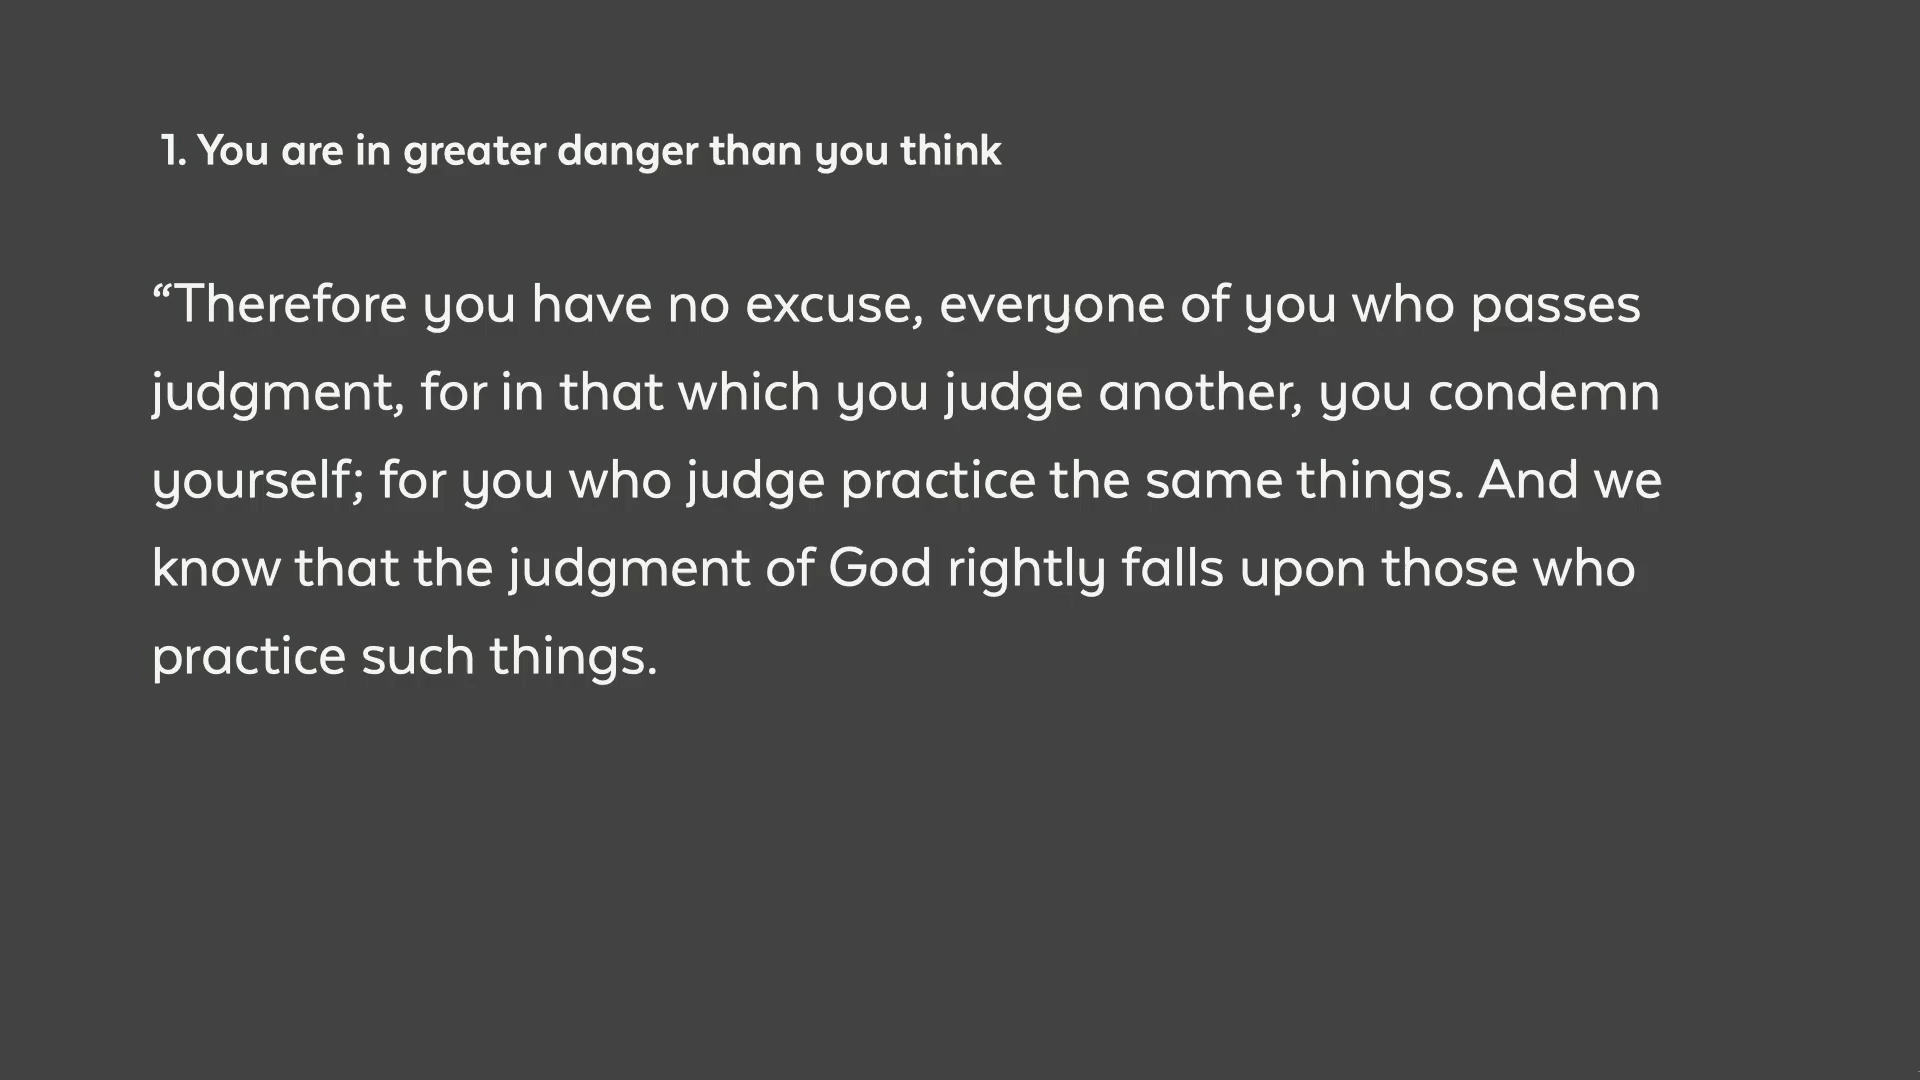 1. You are in greater danger than you think
“Therefore you have no excuse, everyone of you who passes
judgment, for in that which you judge another, you condemn
yourself; for you who judge practice the same things. And we
know that the judgment of God rightly falls upon those who
practice such things.